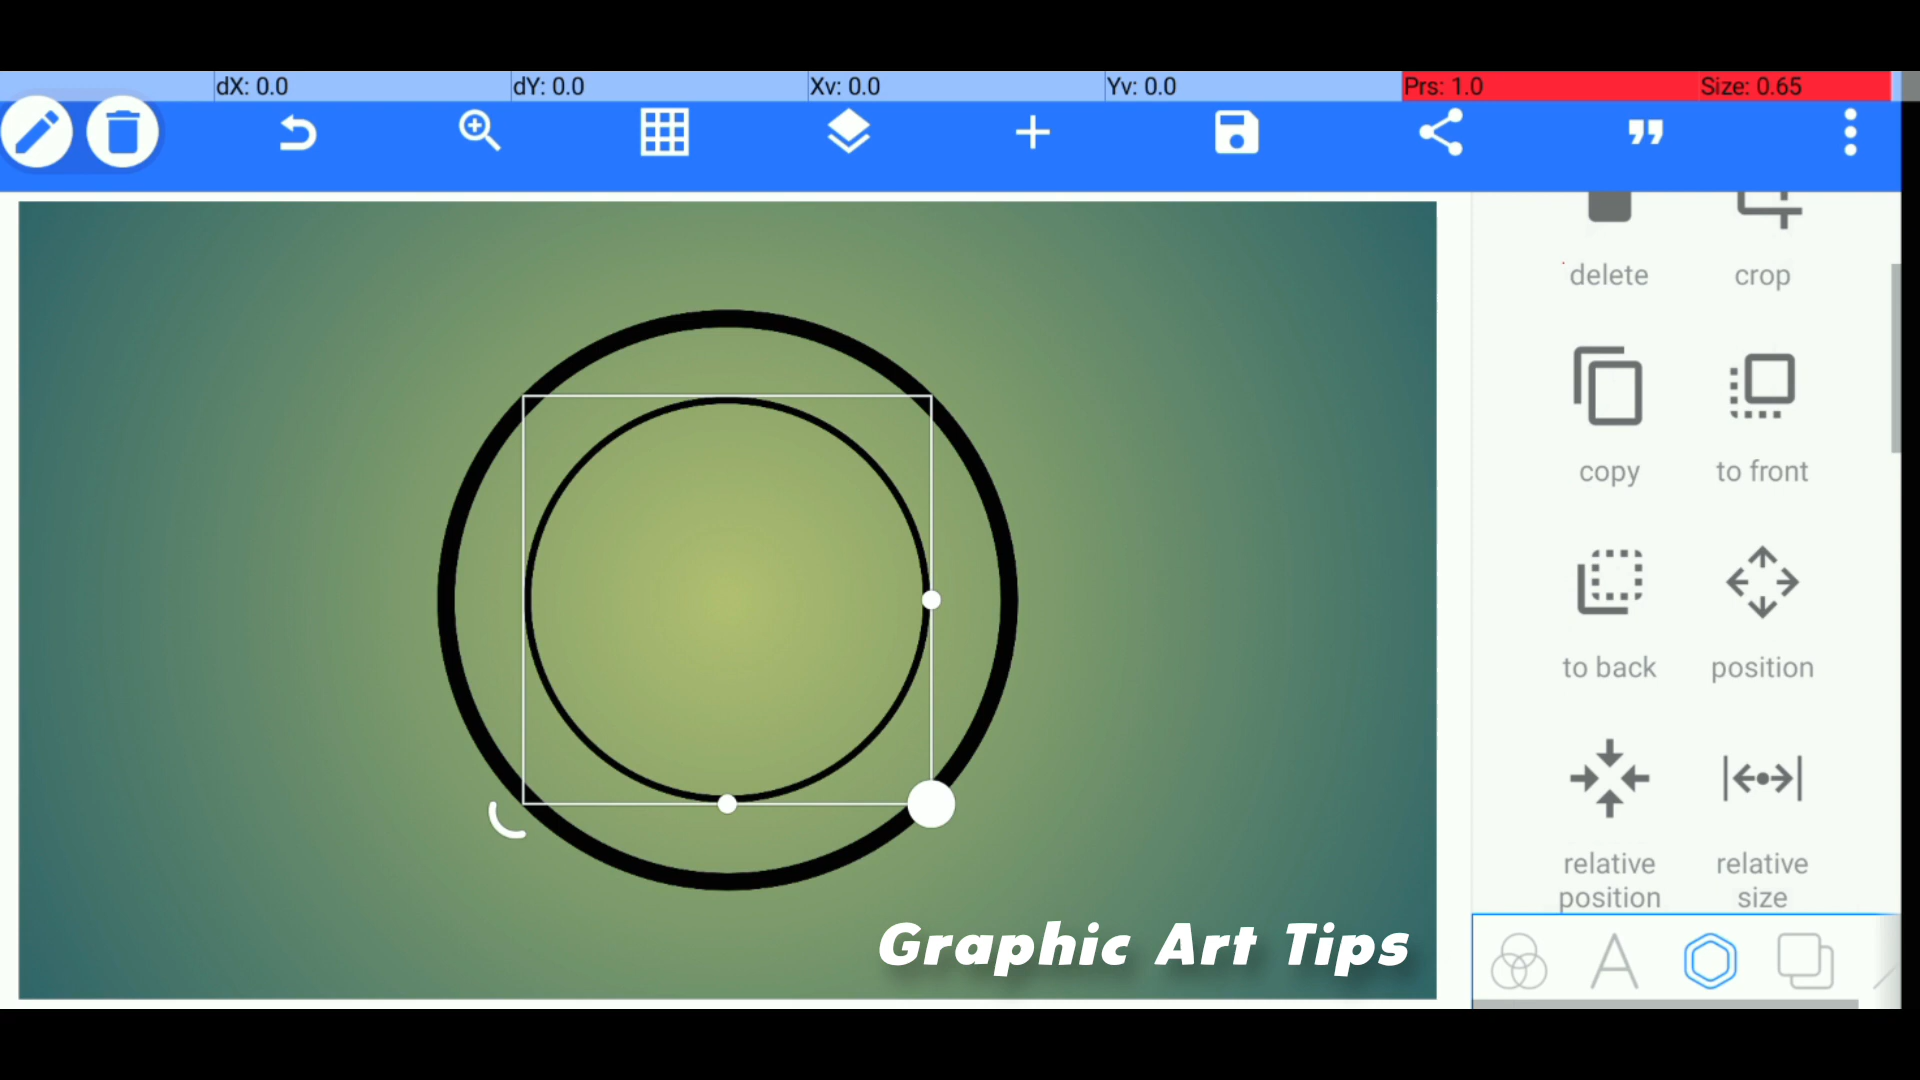 dX: 0.0 dY: 0.0 Xv: 0.0 Yv: 0.0 Prs: 1.0 Size: 0.65
delete crop
copy to front
to back position
relative position
relative size
Graphic Art Tips